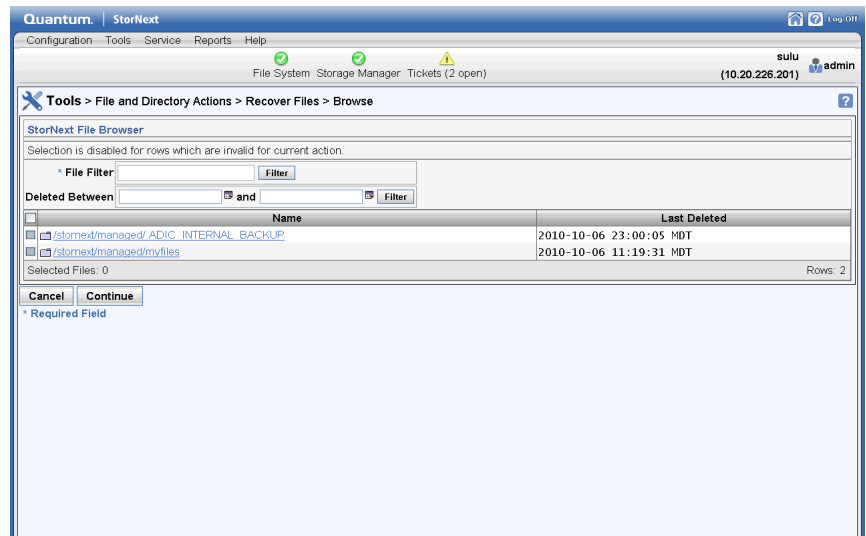 Quantum. | StorNext
Log Off
Configuration Tools Service Reports Help
File System Storage Manager Tickets (2 open)
sulu
(10.20.226.201)
admin
Tools > File and Directory Actions > Recover Files > Browse
?
StorNext File Browser
Selection is disabled for rows which are invalid for current action.
* File Filter Filter
Deleted Between and Filter
Name Last Deleted
/stornext/managed/.ADIC_INTERNAL_BACKUP 2010-10-06 23:00:05 MDT
/stornext/managed/myfiles 2010-10-06 11:19:31 MDT
Selected Files: 0 Rows: 2
Cancel Continue
* Required Field